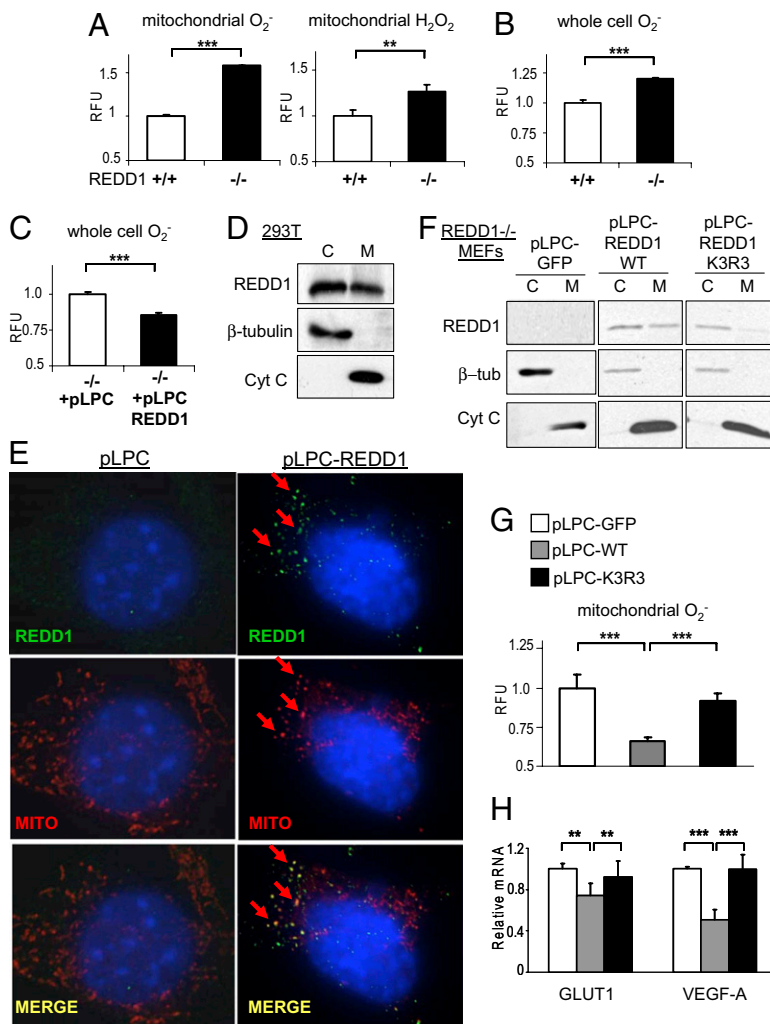 A
mitochondrial O2-
mitochondrial H2O2
***
**
RFU
1.5
1
0.5
RFU
1.5
1
0.5
REDD1 +/+ -/-
+/+ -/-
B
whole cell O2-
***
RFU
1.25
1.0
0.75
0.5
+/+ -/-
C
whole cell O2-
***
RFU
1.0
0.75
0.5
-/- +pLPC
-/- +pLPC REDD1
D
293T
C M
REDD1
β-tubulin
Cyt C
F
REDD1-/- MEFs
pLPC-GFP
pLPC-REDD1 WT
pLPC-REDD1 K3R3
C M C M C M
REDD1
β-tub
Cyt C
E
pLPC
pLPC-REDD1
REDD1
REDD1
MITO
MITO
MERGE
MERGE
G
pLPC-GFP
pLPC-WT
pLPC-K3R3
mitochondrial O2-
*** ***
RFU
1.25
1.0
0.75
0.5
H
** **
*** ***
Relative mRNA
1.2
0.8
0.4
0
GLUT1
VEGF-A